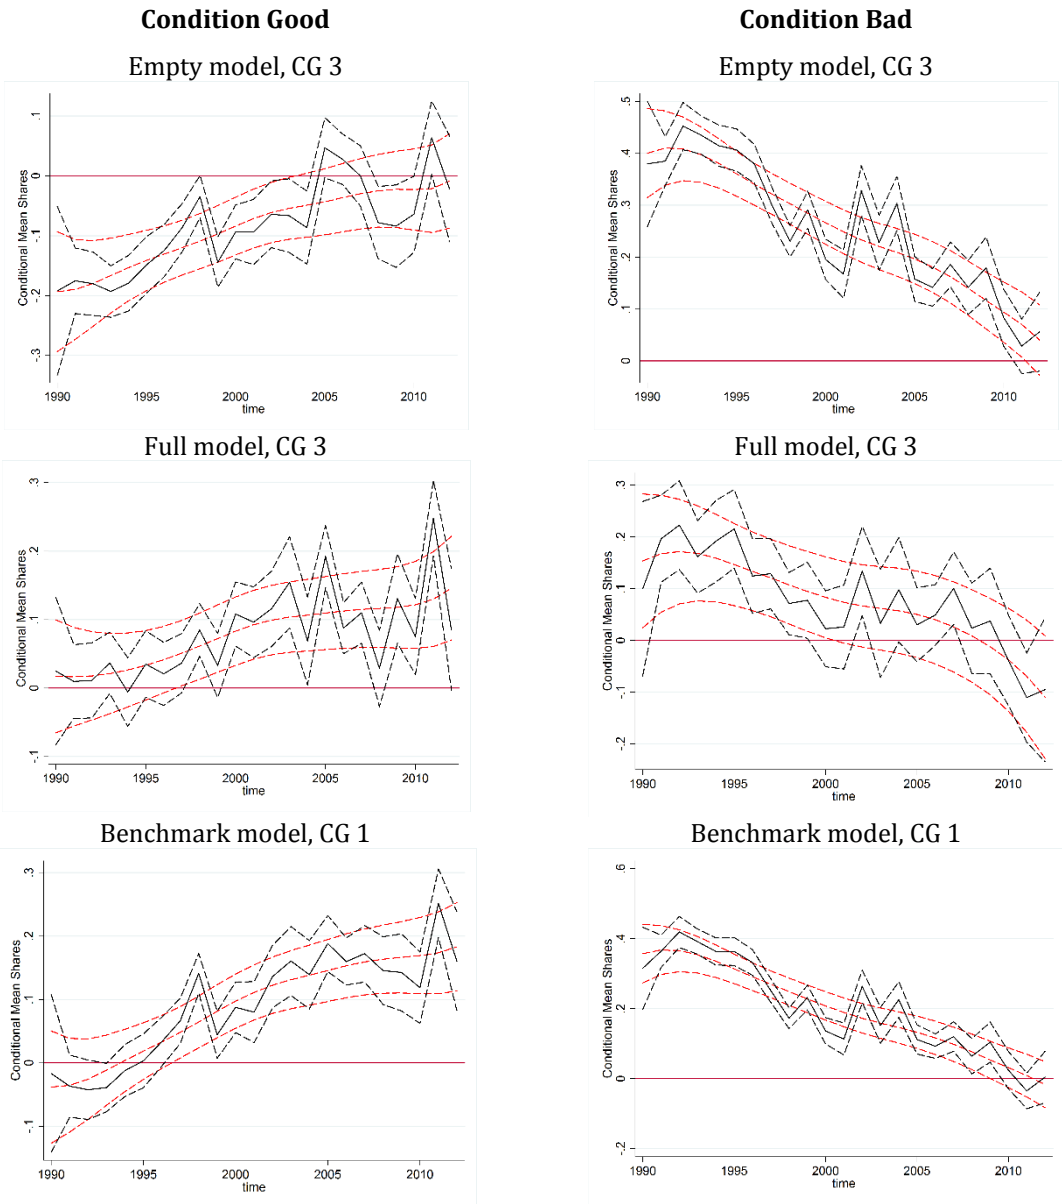 Condition Good
Condition Bad
Empty model, CG 3
Empty model, CG 3
Conditional Mean Shares
.1
0
-.1
-.2
-.3
1990 1995 2000 2005 2010
time
Conditional Mean Shares
.5
.4
.3
.2
.1
0
1990 1995 2000 2005 2010
time
Full model, CG 3
Full model, CG 3
Conditional Mean Shares
.3
.2
.1
0
-.1
1990 1995 2000 2005 2010
time
Conditional Mean Shares
.3
.2
.1
0
-.1
-.2
1990 1995 2000 2005 2010
time
Benchmark model, CG 1
Benchmark model, CG 1
Conditional Mean Shares
.3
.2
.1
0
-.1
1990 1995 2000 2005 2010
time
Conditional Mean Shares
.6
.4
.2
0
-.2
1990 1995 2000 2005 2010
time